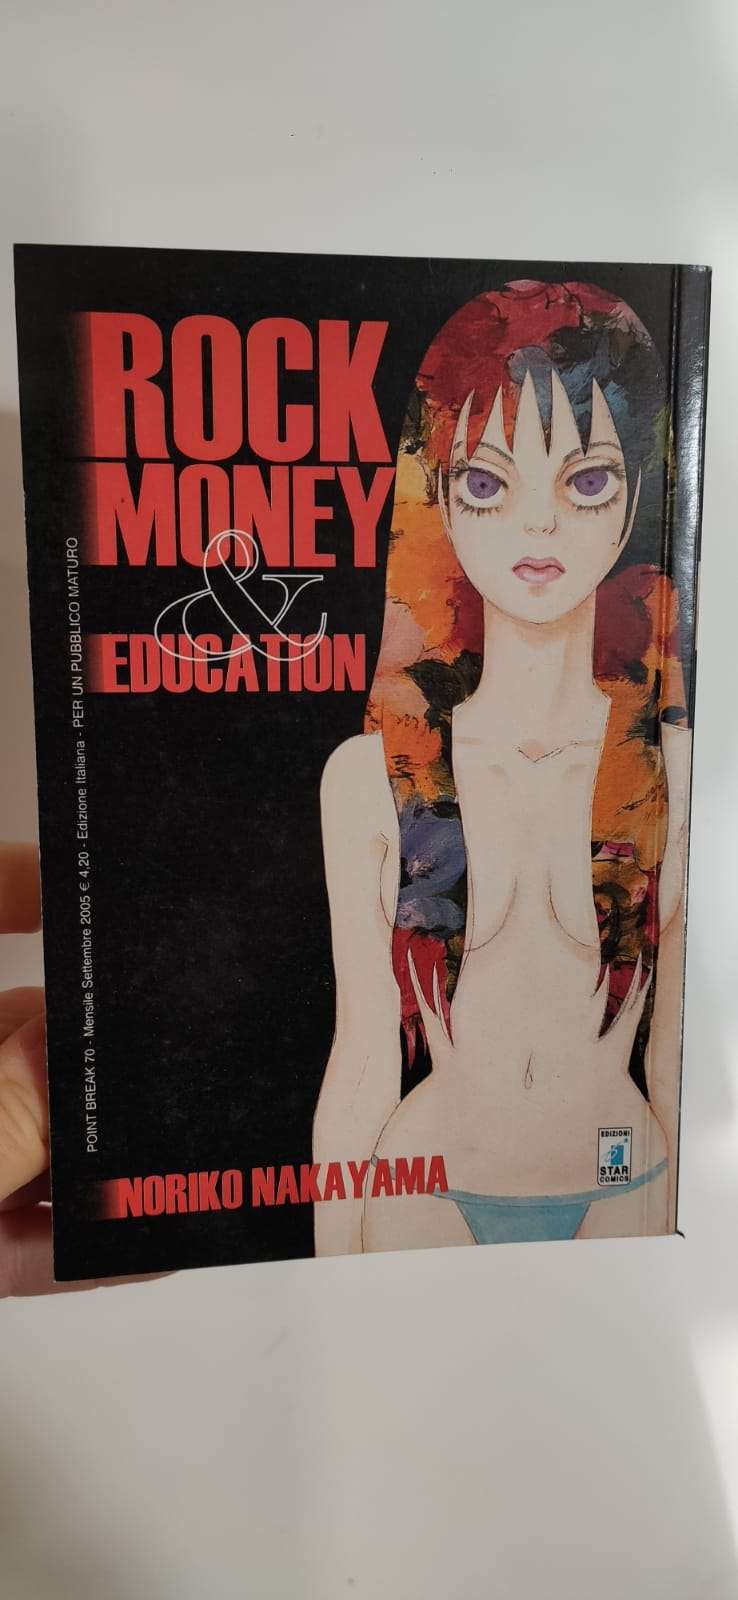 ROCK
MONEY
&
EDUCATION
POINT BREAK 70 - Mensile Settembre 2005 € 4,20 - Edizione Italiana - PER UN PUBBLICO MATURO
NORIKO NAKAYAMA
EDIZIONI
STAR
COMICS